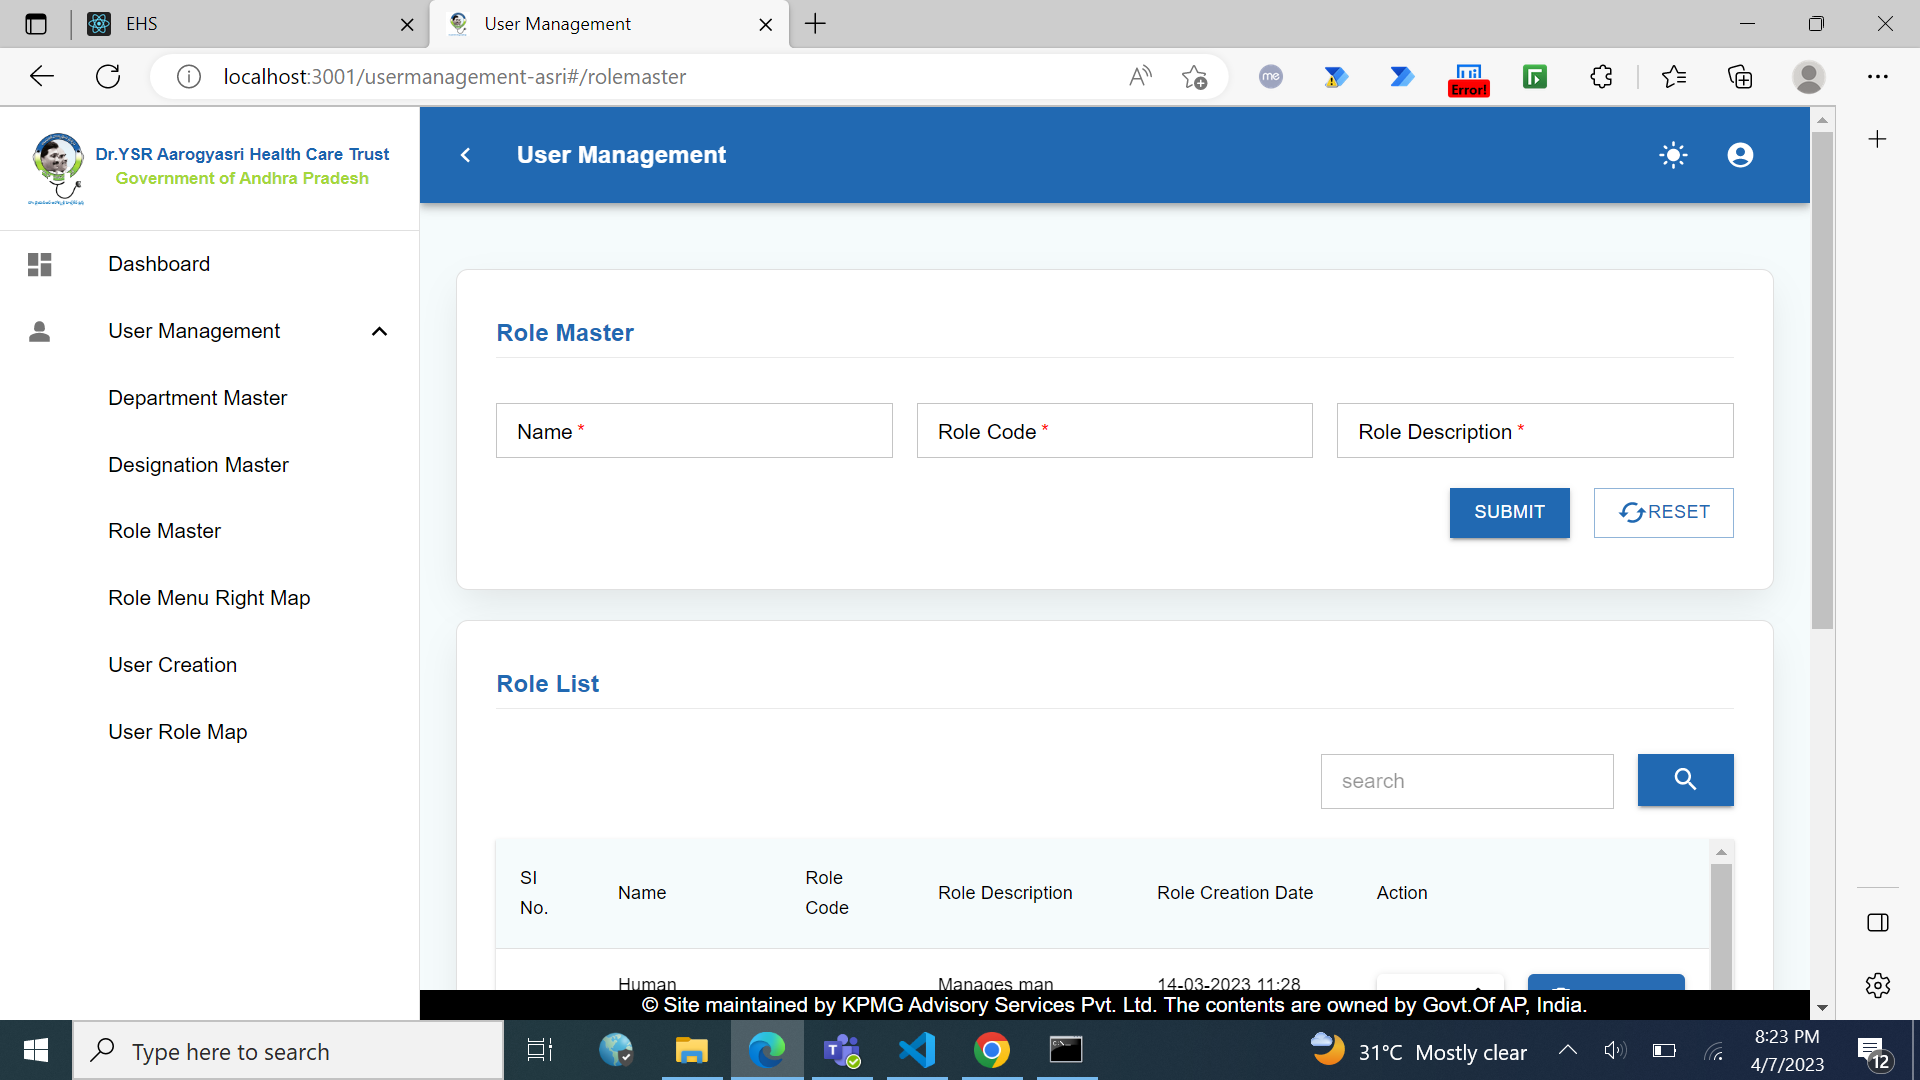 EHS
User Management
localhost:3001/usermanagement-asri#/rolemaster
me
Error!
Dr.YSR Aarogyasri Health Care Trust
Government of Andhra Pradesh
User Management
Dashboard
User Management
Department Master
Designation Master
Role Master
Role Menu Right Map
User Creation
User Role Map
Role Master
Name *
Role Code *
Role Description *
SUBMIT
RESET
Role List
search
SI No.
Name
Role Code
Role Description
Role Creation Date
Action
Human
Manages man
14-03-2023 11:28
© Site maintained by KPMG Advisory Services Pvt. Ltd. The contents are owned by Govt.Of AP, India.
Type here to search
31°C Mostly clear
8:23 PM
4/7/2023
12